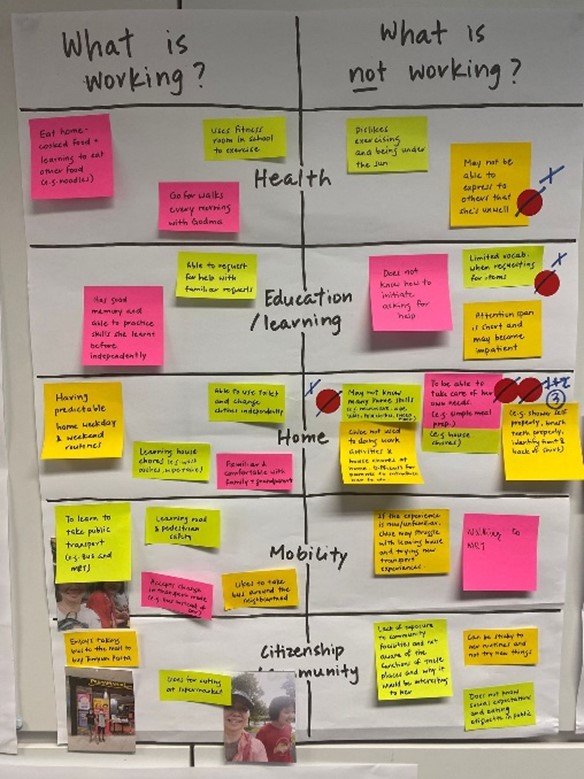 What is
working?
What is
not working?
Health
Eat home-
cooked food +
learning to eat
other food
(e.g. noodles)
Uses fitness
room in school
to exercise
Go for walks
every morning
with Godma
Dislikes
exercising
and being under
the sun
May not be
able to
express to
others that
she's unwell
Education
/learning
Able to request
for help with
familiar requests
Has good
memory and
able to practice
skills she learnt
before
independently
Does not
know how to
initiate
asking for
help
Limited vocab.
when requesting
for items
Attention span
is short and
may become
impatient
Home
Having
predictable
home weekday
& weekend
routines
Able to use toilet
and change
clothes independently
Learning house
chores
Familiar &
comfortable with
family + grandparents
May not know
many home skills
To be able to
take care of her
own needs.
(e.g. simple meal
prep.)
(e.g. house
chores)
not used
to doing work
activities &
house chores at home.
(e.g. shower self
properly, brush
teeth properly,
identify front &
back of shirt)
1+2
3
Mobility
To learn to
take public
transport
(e.g. Bus and
MRT)
Learning road
& pedestrian
safety
Accepts change
in transport mode
(e.g. bus instead of
Likes to take
bus around the
neighbourhood
If the experience
is new/unfamiliar,
may struggle
with leaving house
and trying new
transport
experiences.
Walking to
MRT
Citizenship
/community
Enjoys taking
bus to the mall to
buy
Goes for outing
at supermarket
Lack of exposure
to community
facilities and not
aware of the
functions of these
places and why it
would be interesting
to her
Can be sticky to
her routines and
not try new things
Does not know
social expectations
and eating
etiquette in public